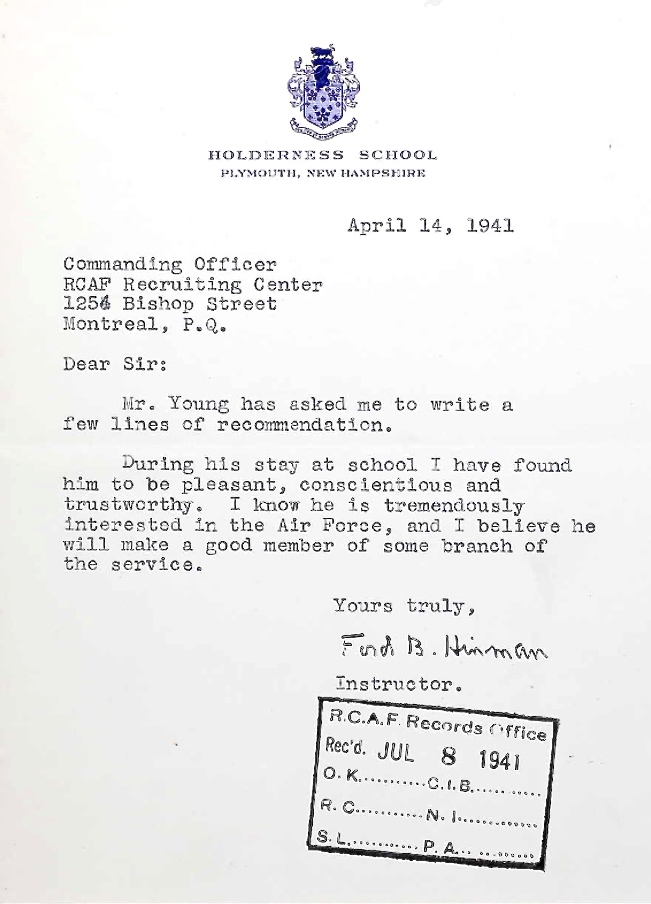 HOLDERNESS SCHOOL
PLYMOUTH, NEW HAMPSHIRE
April 14, 1941
Commanding Officer
RCAF Recruiting Center
1254 Bishop Street
Montreal, P.Q.
Dear Sir:
Mr. Young has asked me to write a
few lines of recommendation.
During his stay at school I have found
him to be pleasant, conscientious and
trustworthy. I know he is tremendously
interested in the Air Force, and I believe he
will make a good member of some branch of
the service.
Yours truly,
Ford B. Hinman
Instructor.
R.C.A.F. Records Office
Rec'd. JUL 8 1941
O. K...........C.I.B............
R. C............N. I..............
S. L.............P. A.............